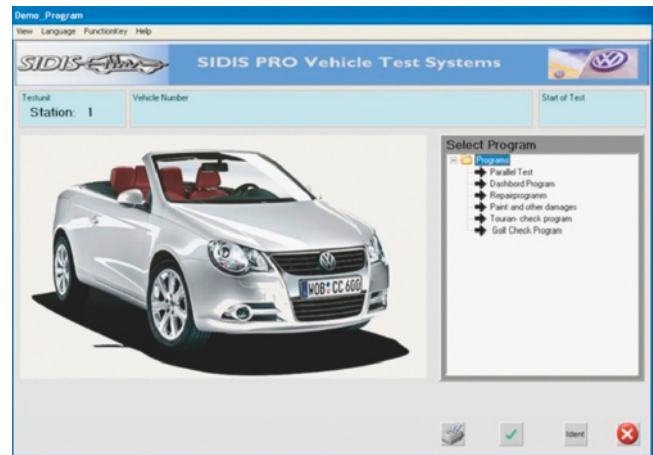 Demo_Program
View Language FunctionKey Help
SIDIS
SIDIS PRO Vehicle Test Systems
Testunit
Station: 1
Vehicle Number
Start of Test
Select Program
Programs
Parallel Test
Dashbord Program
Repairprogramm
Paint and other damages
Touran- check program
Golf Check Program
WOB CC 600
Ident